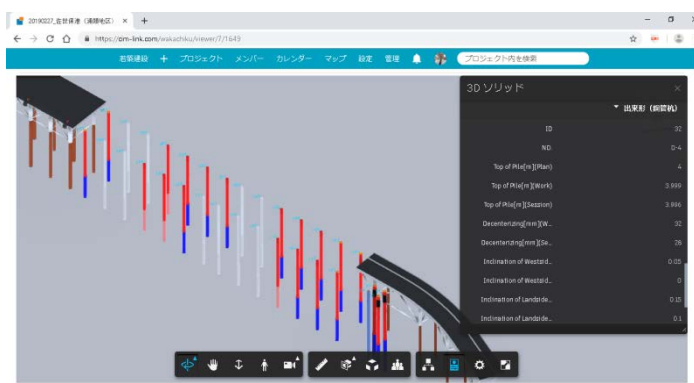 20190227_佐世保港（浦頭地区）
https://cim-link.com/wakachiku/viewer/7/1649
若築建設 + プロジェクト メンバー カレンダー マップ 設定 管理 プロジェクト内を検索
3D ソリッド
出来形（鋼管杭）
ID 32
NO. D-4
Top of Pile[m](Plan) 4
Top of Pile[m](Work) 3.999
Top of Pile[m](Session) 3.996
Decenterizing[mm](W... 32
Decenterizing[mm](Se... 28
Inclination of Westsid... 0.05
Inclination of Westsid... 0
Inclination of Landside... 0.15
Inclination of Landside... 0.1